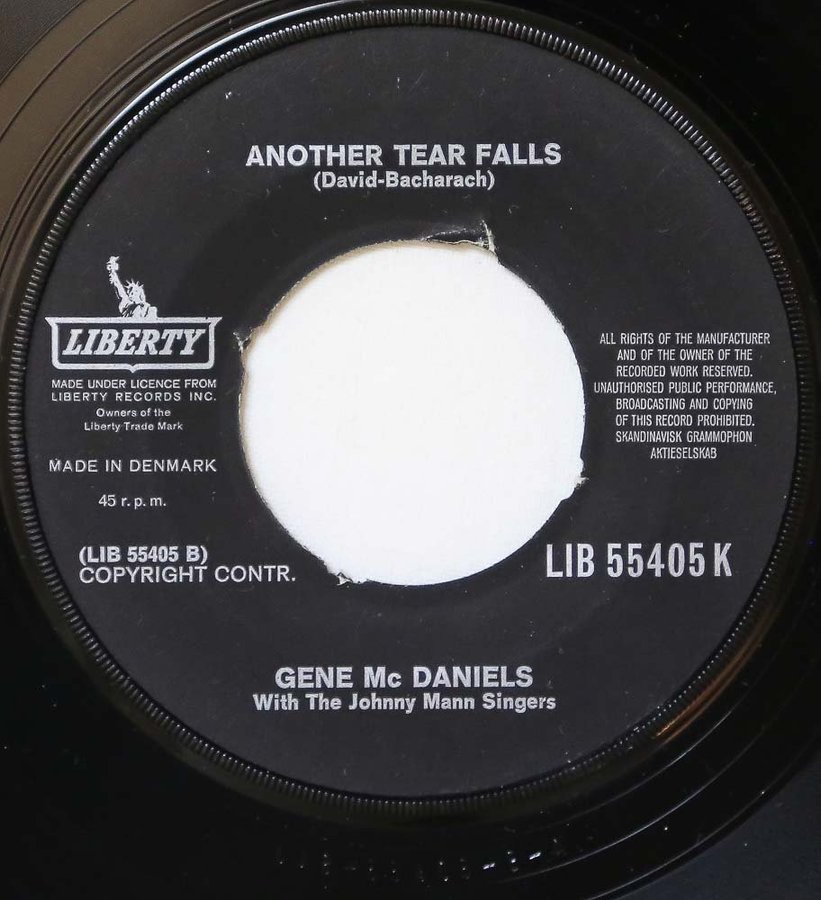 ANOTHER TEAR FALLS
(David-Bacharach)
LIBERTY
MADE UNDER LICENCE FROM
LIBERTY RECORDS INC.
Owners of the
Liberty Trade Mark
MADE IN DENMARK
45 r.p.m.
(LIB 55405 B)
COPYRIGHT CONTR.
ALL RIGHTS OF THE MANUFACTURER
AND OF THE OWNER OF THE
RECORDED WORK RESERVED.
UNAUTHORISED PUBLIC PERFORMANCE,
BROADCASTING AND COPYING
OF THIS RECORD PROHIBITED.
SKANDINAVISK GRAMMOPHON
AKTIESELSKAB
LIB 55405 K
GENE Mc DANIELS
With The Johnny Mann Singers